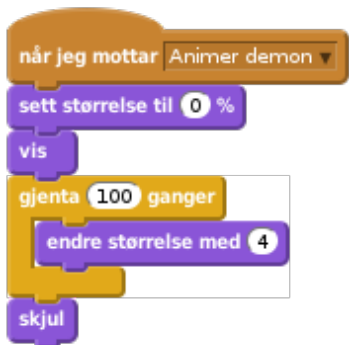 når jeg mottar Animer demon
sett størrelse til 0 %
vis
gjenta 100 ganger
endre størrelse med 4
skjul